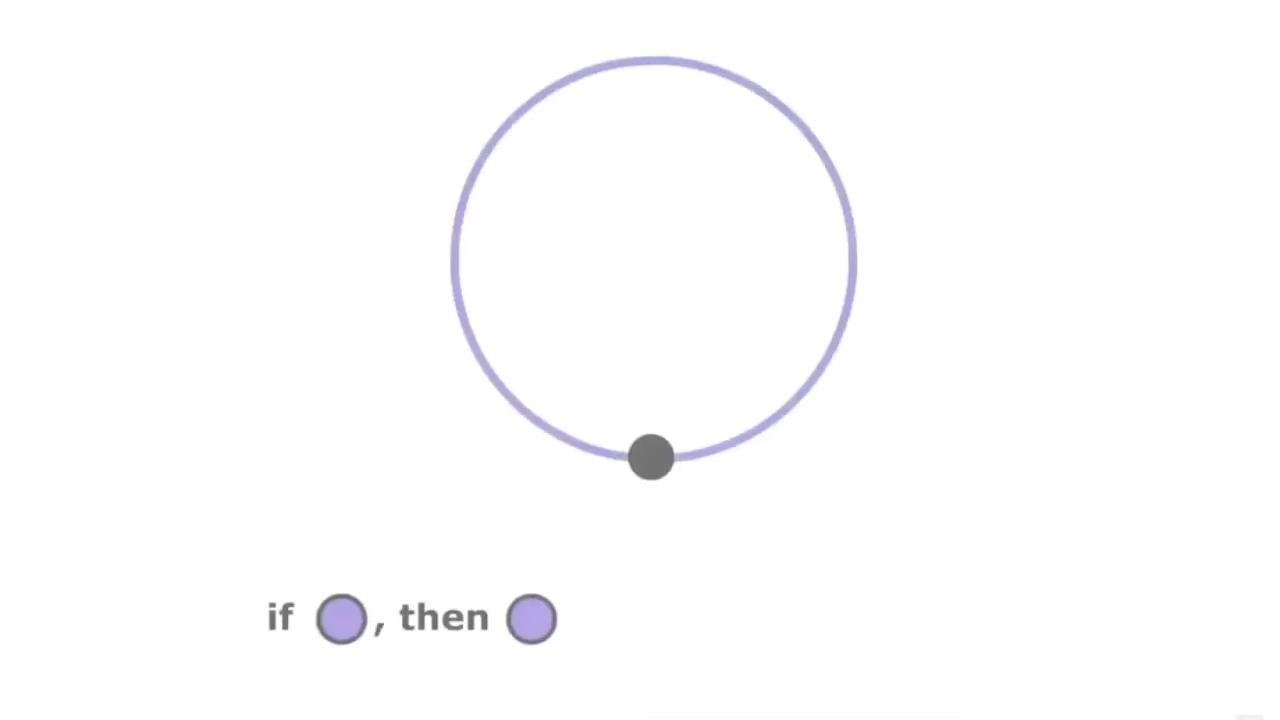 if , then